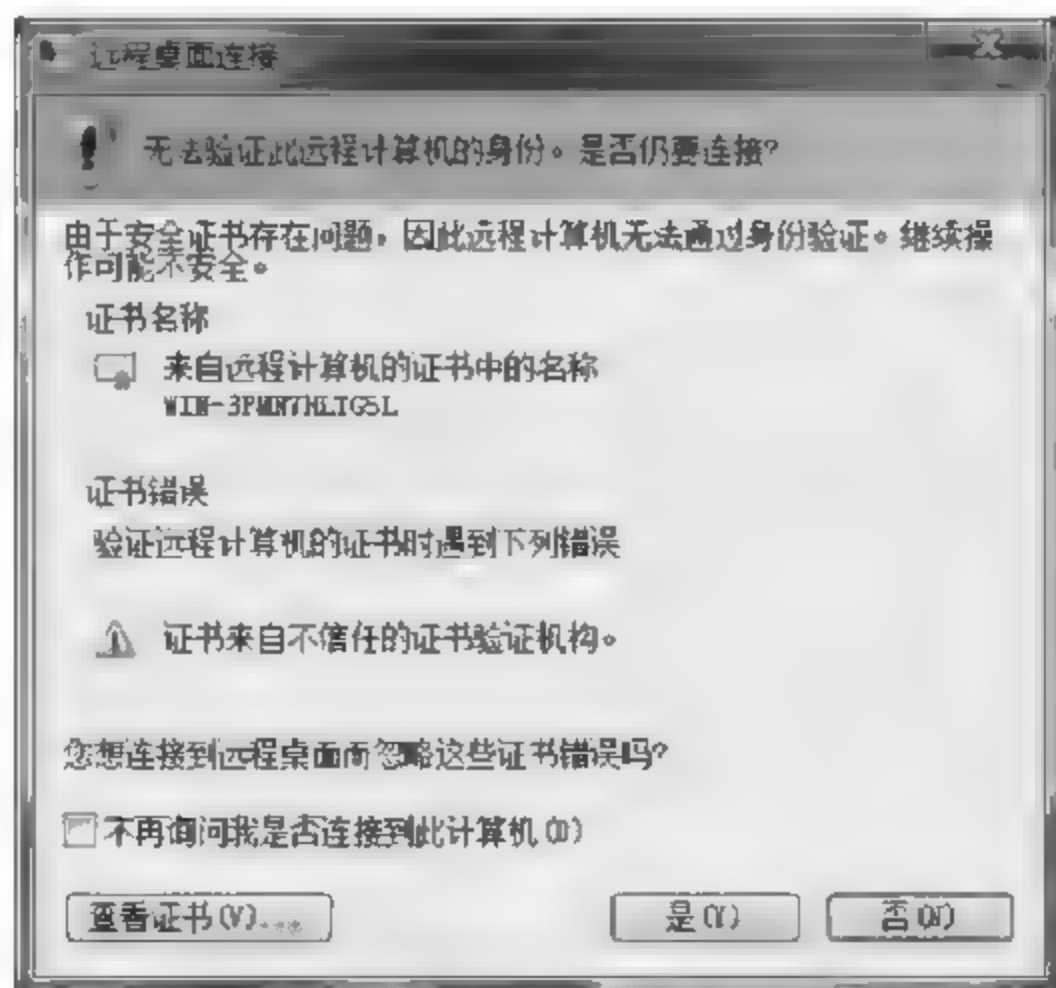 远程桌面连接
无法验证此远程计算机的身份。是否仍要连接?
由于安全证书存在问题，因此远程计算机无法通过身份验证。继续操
作可能不安全。
证书名称
来自远程计算机的证书中的名称
证书错误
验证远程计算机的证书时遇到下列错误
证书来自不信任的证书验证机构。
您想连接到远程桌面而忽略这些证书错误吗?
不再询问我是否连接到此计算机(D)
查看证书(V)...
是(Y)
否(N)